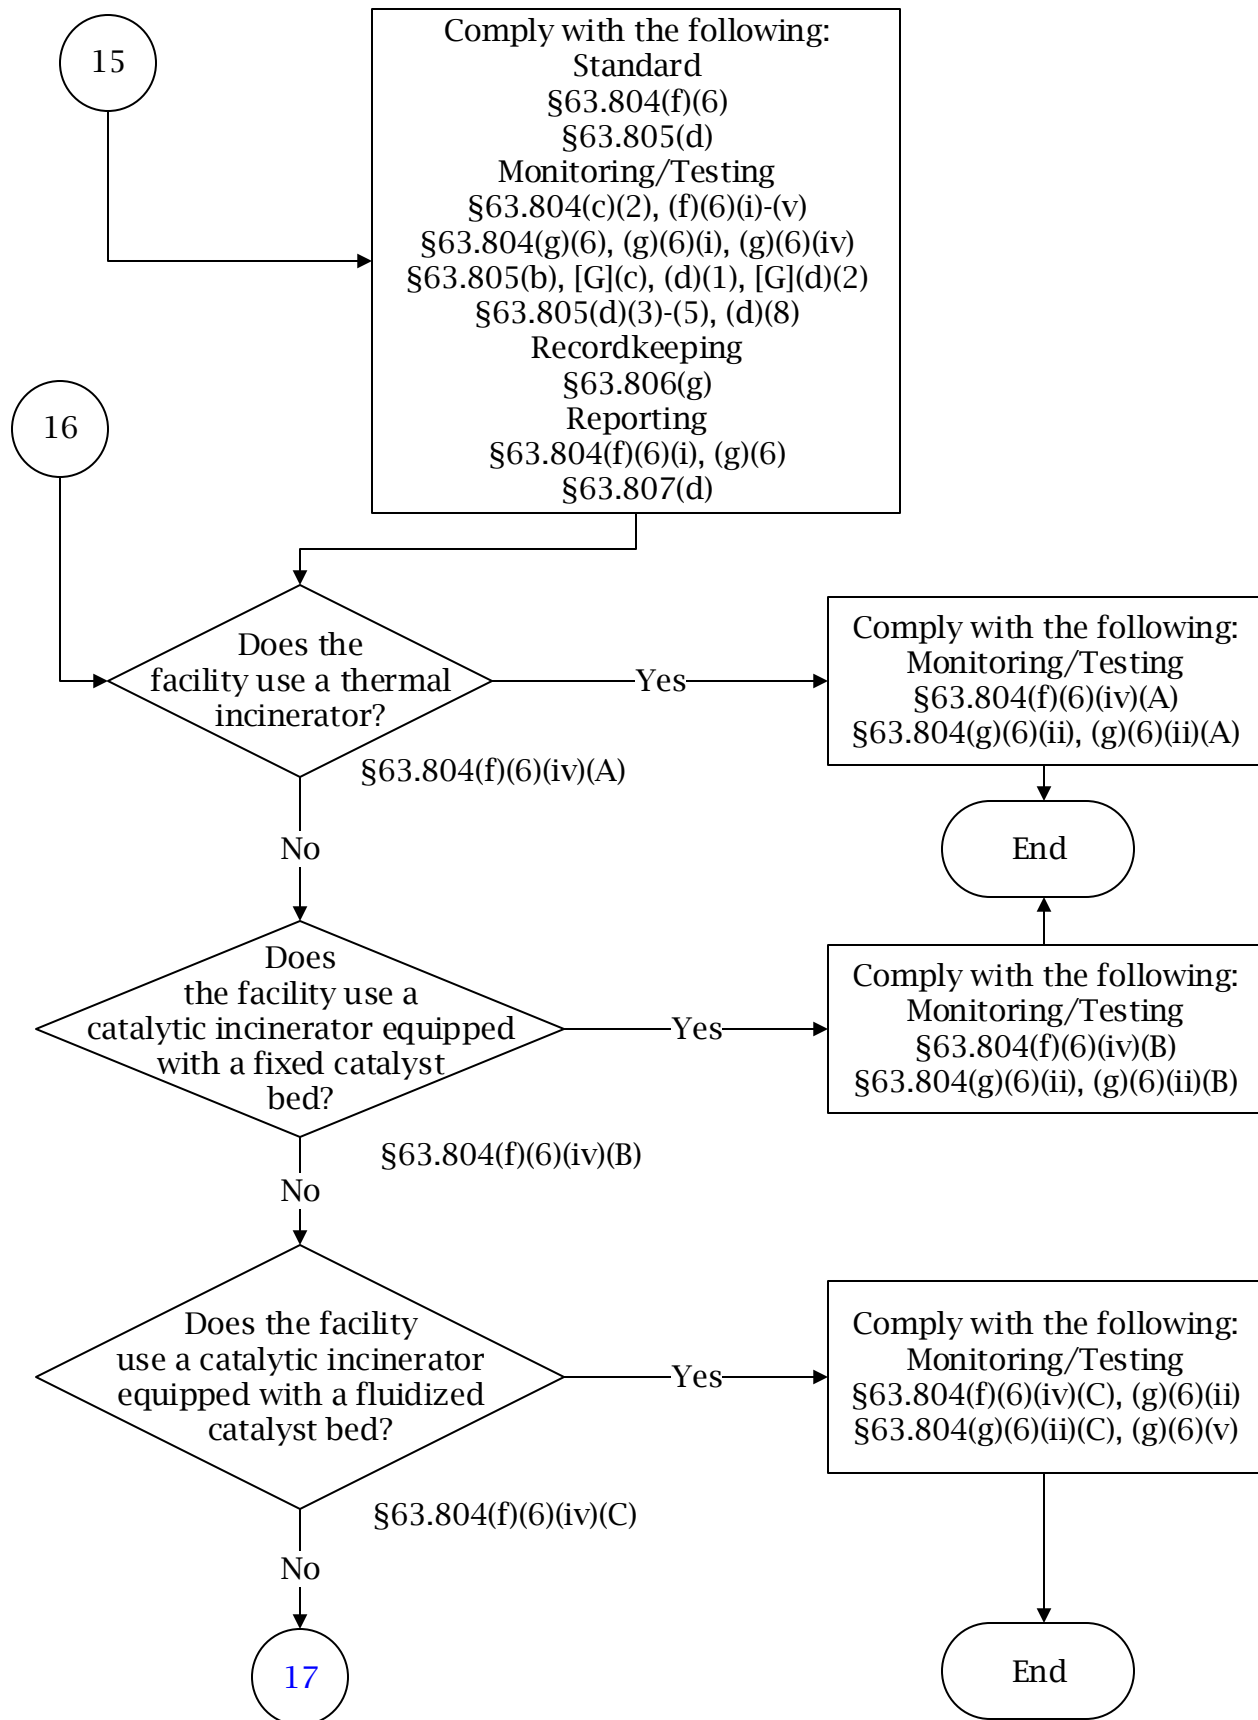 15
Comply with the following:
Standard
§63.804(f)(6)
§63.805(d)
Monitoring/Testing
§63.804(c)(2), (f)(6)(i)-(v)
§63.804(g)(6), (g)(6)(i), (g)(6)(iv)
§63.805(b), [G](c), (d)(1), [G](d)(2)
§63.805(d)(3)-(5), (d)(8)
Recordkeeping
§63.806(g)
Reporting
§63.804(f)(6)(i), (g)(6)
§63.807(d)
16
Does the
facility use a thermal
incinerator?
§63.804(f)(6)(iv)(A)
Yes
Comply with the following:
Monitoring/Testing
§63.804(f)(6)(iv)(A)
§63.804(g)(6)(ii), (g)(6)(ii)(A)
End
No
Does
the facility use a
catalytic incinerator equipped
with a fixed catalyst
bed?
§63.804(f)(6)(iv)(B)
Yes
Comply with the following:
Monitoring/Testing
§63.804(f)(6)(iv)(B)
§63.804(g)(6)(ii), (g)(6)(ii)(B)
No
Does the facility
use a catalytic incinerator
equipped with a fluidized
catalyst bed?
§63.804(f)(6)(iv)(C)
Yes
Comply with the following:
Monitoring/Testing
§63.804(f)(6)(iv)(C), (g)(6)(ii)
§63.804(g)(6)(ii)(C), (g)(6)(v)
No
17
End